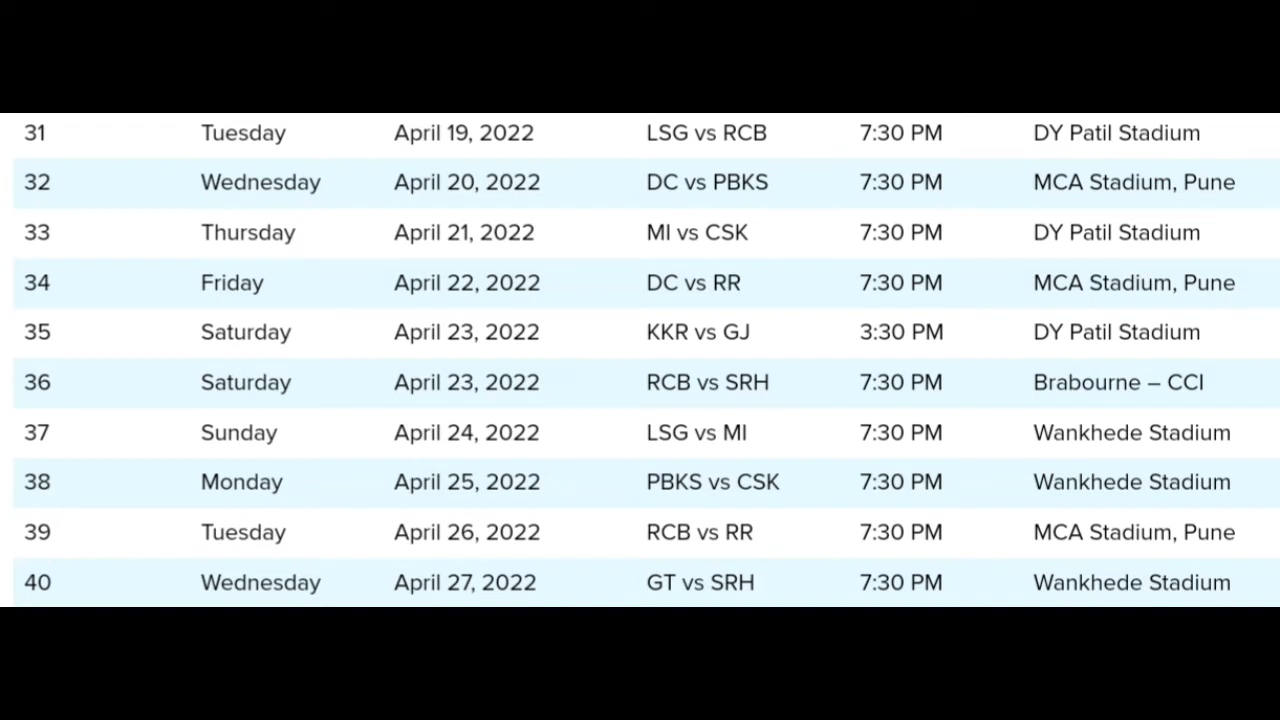 31 Tuesday April 19, 2022 LSG vs RCB 7:30 PM DY Patil Stadium
32 Wednesday April 20, 2022 DC vs PBKS 7:30 PM MCA Stadium, Pune
33 Thursday April 21, 2022 MI vs CSK 7:30 PM DY Patil Stadium
34 Friday April 22, 2022 DC vs RR 7:30 PM MCA Stadium, Pune
35 Saturday April 23, 2022 KKR vs GJ 3:30 PM DY Patil Stadium
36 Saturday April 23, 2022 RCB vs SRH 7:30 PM Brabourne – CCI
37 Sunday April 24, 2022 LSG vs MI 7:30 PM Wankhede Stadium
38 Monday April 25, 2022 PBKS vs CSK 7:30 PM Wankhede Stadium
39 Tuesday April 26, 2022 RCB vs RR 7:30 PM MCA Stadium, Pune
40 Wednesday April 27, 2022 GT vs SRH 7:30 PM Wankhede Stadium